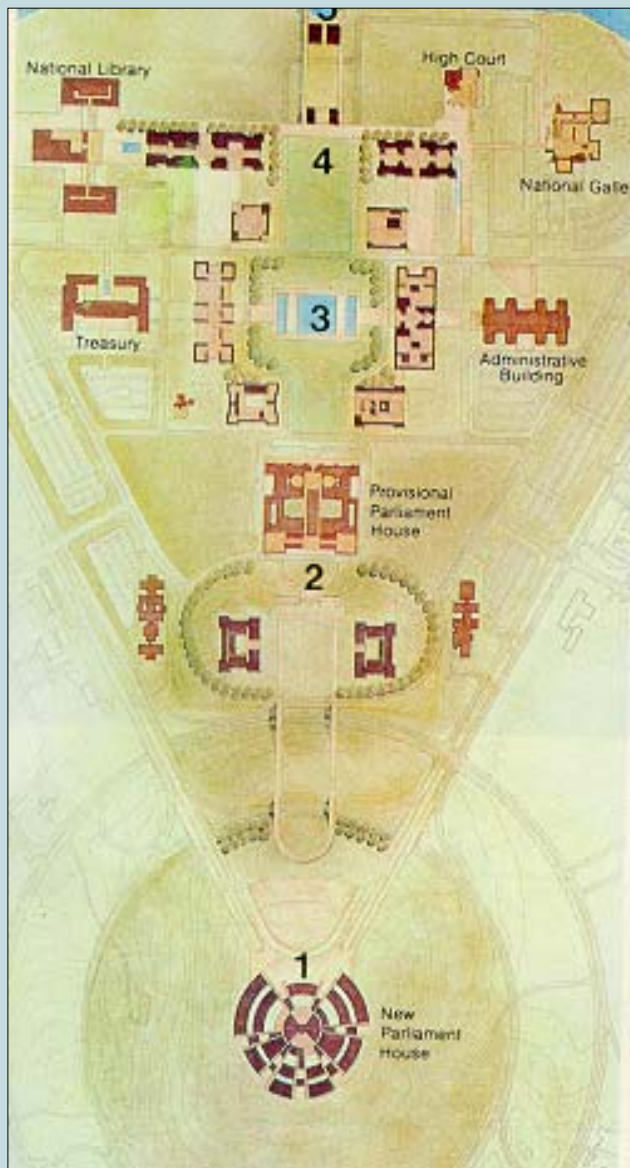 5
National Library
High Court
4
National Galle
3
Treasury
Administrative
Building
Provisional
Parliament
House
2
1
New
Parliament
House